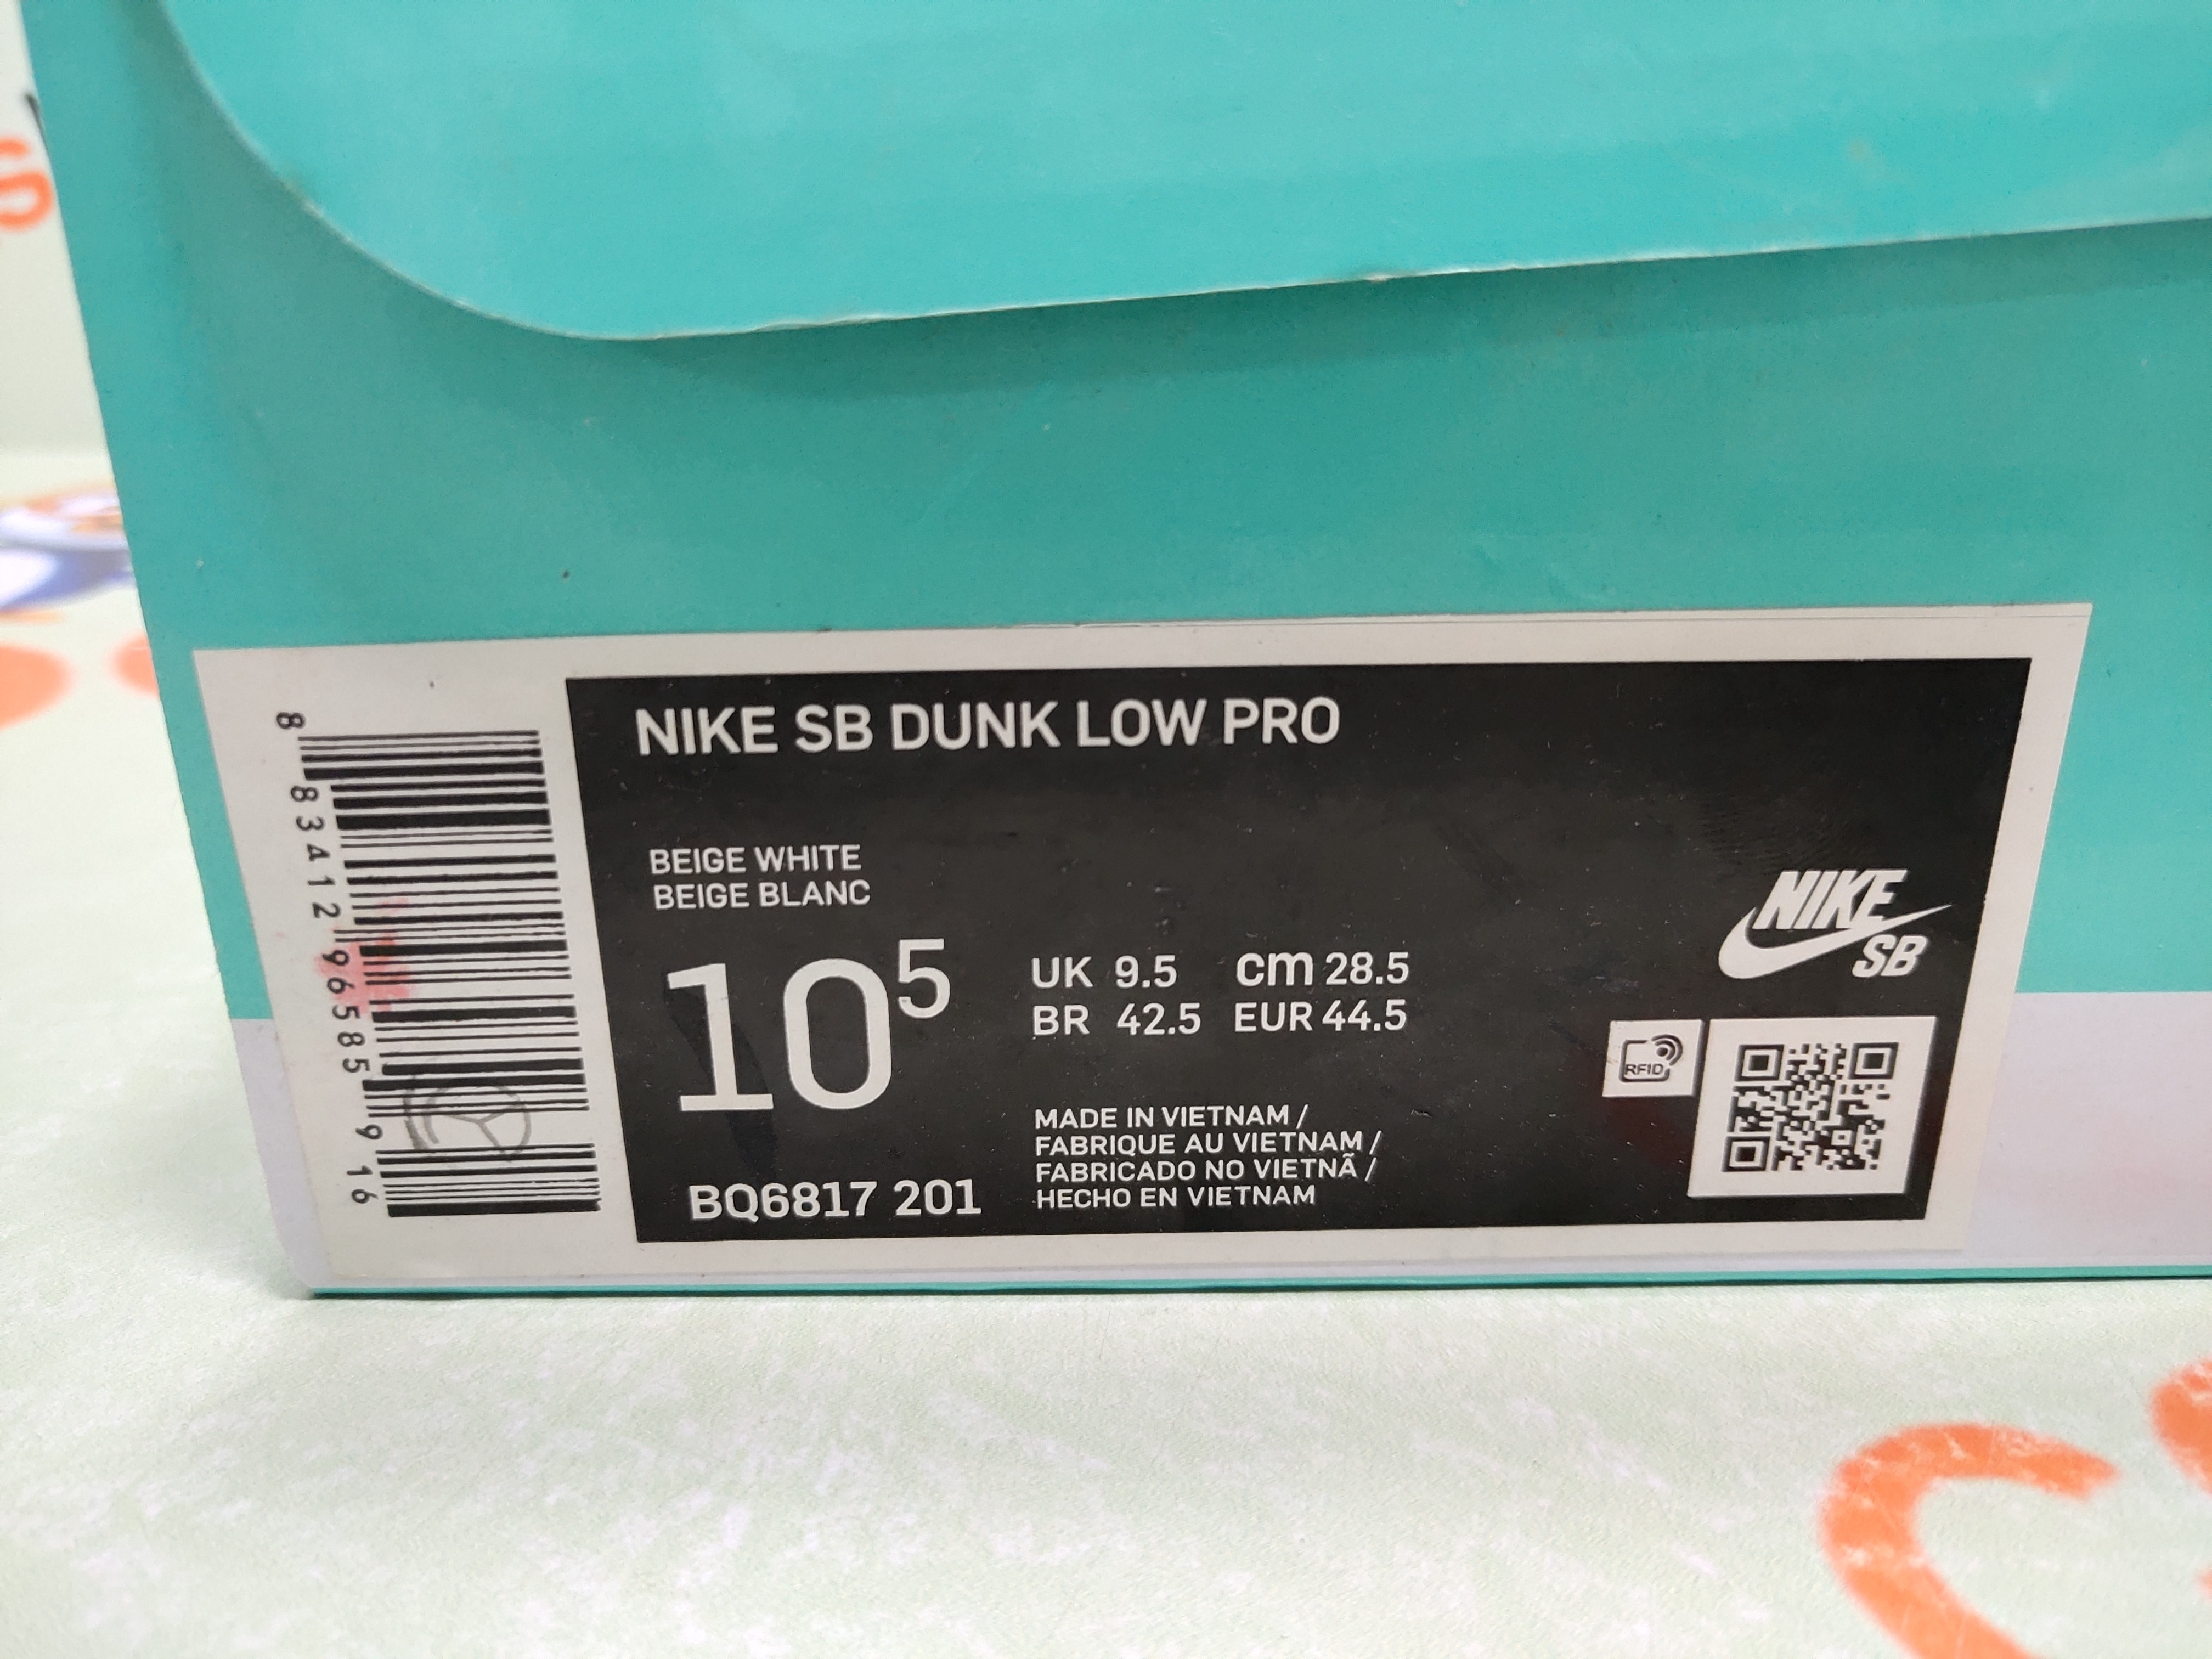 NIKE SB DUNK LOW PRO
BEIGE WHITE
BEIGE BLANC
10 5
UK 9.5 cm 28.5
BR 42.5 EUR 44.5
MADE IN VIETNAM /
FABRIQUE AU VIETNAM /
FABRICADO NO VIETNÃ /
HECHO EN VIETNAM
BQ6817 201
NIKE
SB
RFID
8 83412 96585 9 16